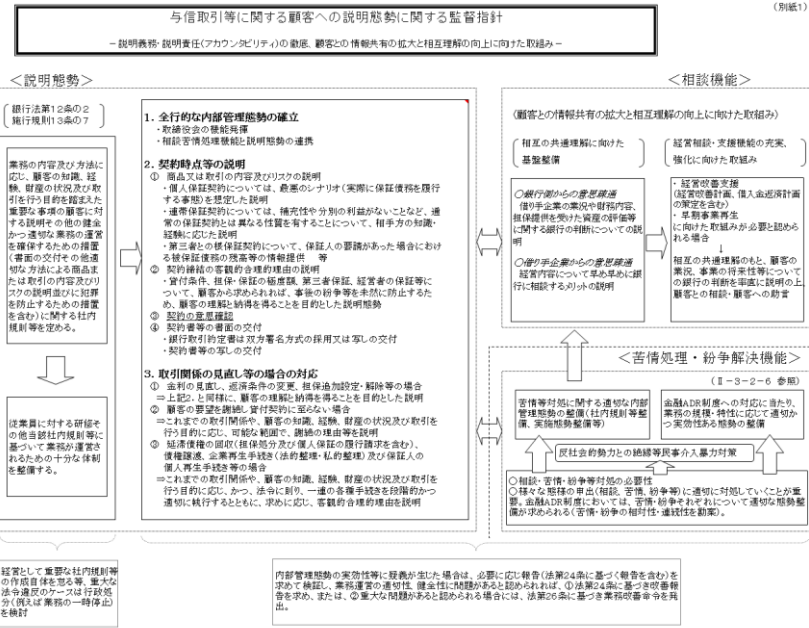 (別紙1)
与信取引等に関する顧客への説明態勢に関する監督指針
－説明義務・説明責任(アカウンタビリティ)の徹底、顧客との情報共有の拡大と相互理解の向上に向けた取組み－
＜説明態勢＞
銀行法第12条の2
施行規則13条の7
業務の内容及び方法に
応じ、顧客の知識、経
験、財産の状況及び取
引を行う目的を踏まえた
重要な事項の顧客に対
する説明その他の健全
かつ適切な業務の運営
を確保するための措置
(書面の交付その他適
切な方法による商品ま
たは取引の内容及びリ
スクの説明並びに犯罪
を防止するための措置
を含む)に関する社内
規則等を定める。
従業員に対する研修そ
の他当該社内規則等に
基づいて業務が運営さ
れるための十分な体制
を整備する。
1. 全行的な内部管理態勢の確立
・取締役会の機能発揮
・相談苦情処理機能と説明態勢の連携
2. 契約時点等の説明
① 商品又は取引の内容及びリスクの説明
・個人保証契約については、最悪のシナリオ(実際に保証債務を履行
する事態)を想定した説明
・連帯保証契約については、補充性や分別の利益がないことなど、通
常の保証契約とは異なる性質を有することについて、相手方の知識・
経験に応じた説明
・第三者との根保証契約について、保証人の要請があった場合におけ
る被保証債務の残高等の情報提供　等
② 契約締結の客観的合理的理由の説明
・貸付条件、担保・保証の極度額、第三者保証、経営者の保証等に
ついて、顧客から求められれば、事後の紛争等を未然に防止するた
め、顧客の理解と納得を得ることを目的とした説明態勢
③ 契約の意思確認
④ 契約書等の書面の交付
・銀行取引約定書は双方署名方式の採用又は写しの交付
・契約書等の写しの交付
3. 取引関係の見直し等の場合の対応
① 金利の見直し、返済条件の変更、担保追加設定・解除等の場合
⇒上記2.と同様に、顧客の理解と納得を得ることを目的とした説明
② 顧客の要望を謝絶し貸付契約に至らない場合
⇒これまでの取引関係や、顧客の知識、経験、財産の状況及び取引を
行う目的に応じ、可能な範囲で、謝絶の理由等を説明
③ 延滞債権の回収(担保処分及び個人保証の履行請求を含む)、
債権譲渡、企業再生手続き(法的整理・私的整理)及び保証人の
個人再生手続き等の場合
⇒これまでの取引関係や、顧客の知識、経験、財産の状況及び取引を
行う目的に応じ、かつ、法令に則り、一連の各種手続きを段階的かつ
適切に執行するとともに、求めに応じ、客観的合理的理由を説明
＜相談機能＞
(顧客との情報共有の拡大と相互理解の向上に向けた取組み)
相互の共通理解に向けた
基盤整備
○銀行側からの意思疎通
借り手企業の業況や財務内容、
担保提供を受けた資産の評価等
に関する銀行の判断についての説
明
○借り手企業からの意思疎通
経営内容について早め早めに銀
行に相談するメリットの説明
経営相談・支援機能の充実、
強化に向けた取組み
・ 経営改善支援
(経営改善計画、借入金返済計画
の策定を含む)
・ 早期事業再生
に向けた取組みが必要と認めら
れる場合
↓
相互の共通理解のもと、顧客の
業況、事業の将来性等について
の銀行の判断を率直に説明の上、
顧客との相談・顧客への助言
＜苦情処理・紛争解決機能＞
(Ⅱ－3－2－6 参照)
苦情等対処に関する適切な内部
管理態勢の整備(社内規則等整
備、実施態勢整備等)
金融ADR制度への対応に当たり、
業務の規模・特性に応じて適切か
つ実効性ある態勢の整備
反社会的勢力との絶縁等民事介入暴力対策
○相談・苦情・紛争等対処の必要性
○様々な態様の申出(相談、苦情、紛争等)に適切に対処していくことが重
要。金融ADR制度においては、苦情・紛争それぞれについて適切な態勢整
備が求められる(苦情・紛争の相対性・連続性を勘案)。
経営として重要な社内規則等
の作成自体を怠る等、重大な
法令違反のケースは行政処
分(例えば業務の一時停止)
を検討
内部管理態勢の実効性等に疑義が生じた場合は、必要に応じ報告(法第24条に基づく報告を含む)を
求めて検証し、業務運営の適切性、健全性に問題があると認められれば、①法第24条に基づき改善報
告を求め、または、②重大な問題があると認められる場合には、法第26条に基づき業務改善命令を発
出。